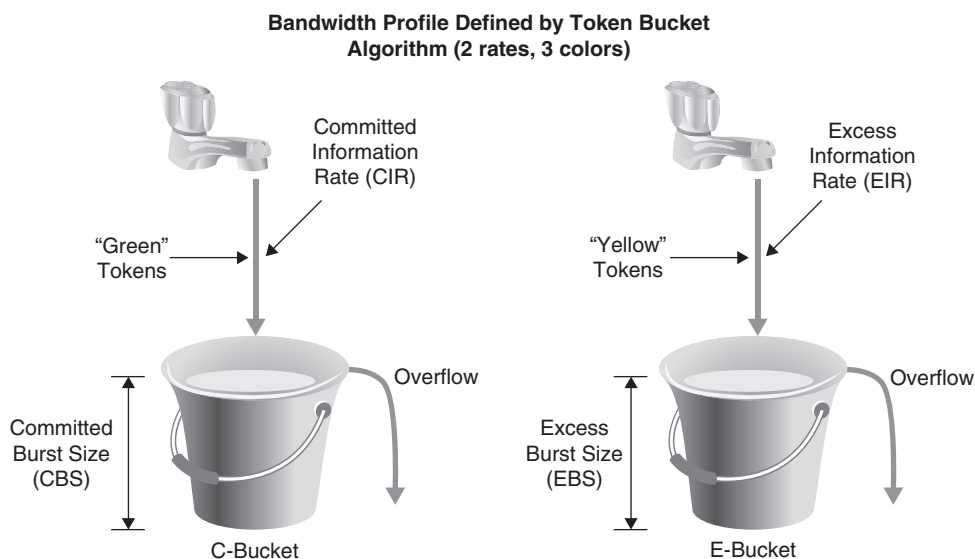 Bandwidth Profile Defined by Token Bucket
Algorithm (2 rates, 3 colors)
Committed
Information
Rate (CIR)
“Green”
Tokens
Overflow
Committed
Burst Size
(CBS)
C-Bucket
Excess
Information
Rate (EIR)
“Yellow”
Tokens
Overflow
Excess
Burst Size
(EBS)
E-Bucket